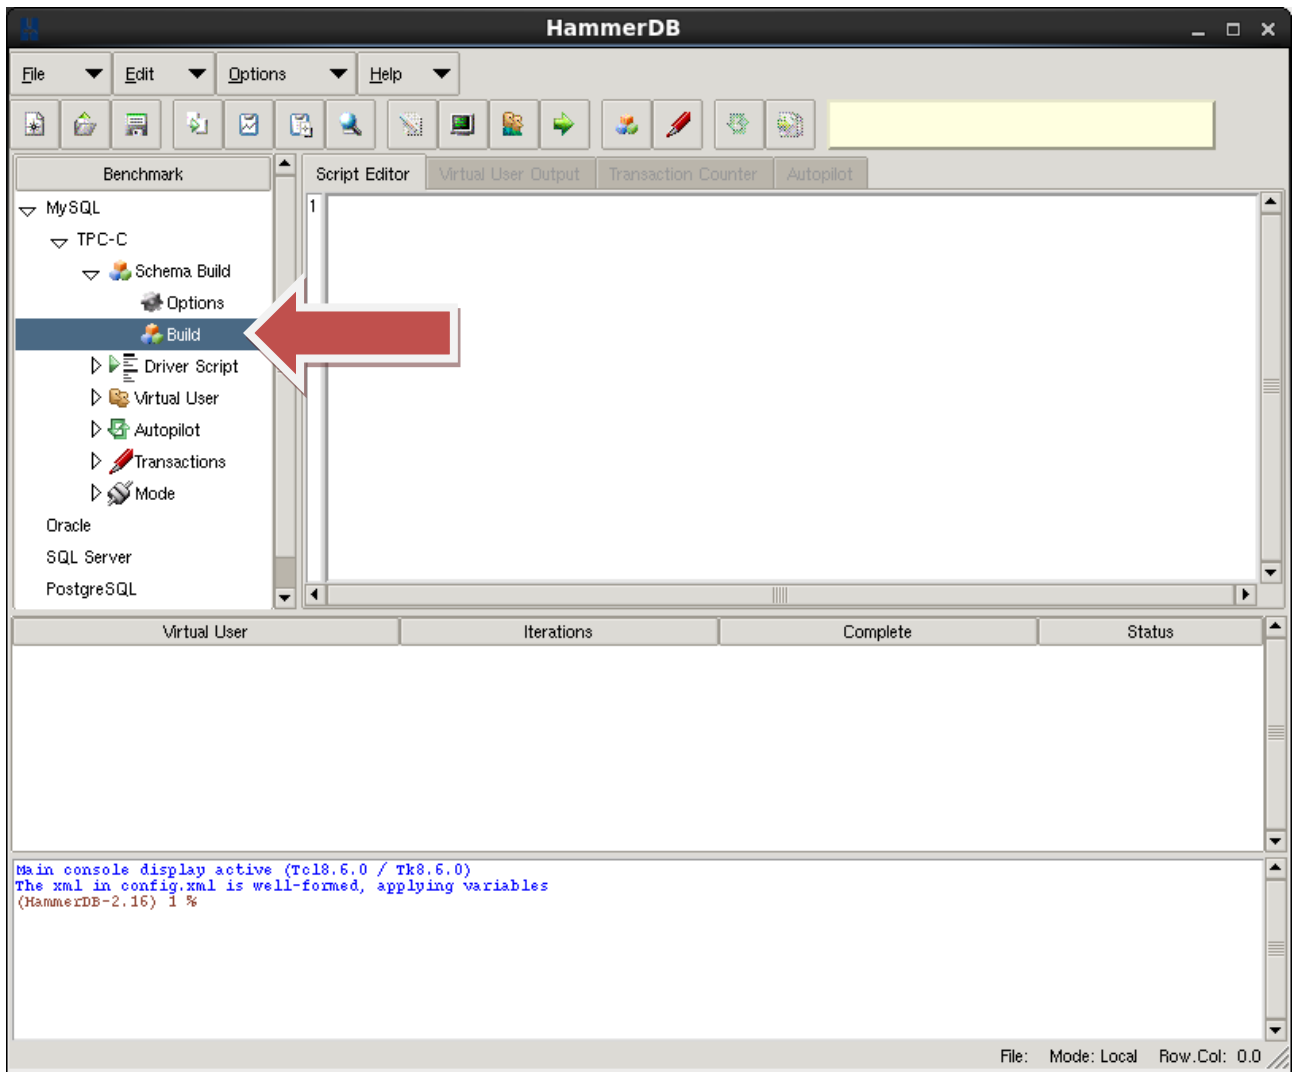 HammerDB
File Edit Options Help
Benchmark
Script Editor Virtual User Output Transaction Counter Autopilot
MySQL
1
TPC-C
Schema Build
Options
Build
Driver Script
Virtual User
Autopilot
Transactions
Mode
Oracle
SQL Server
PostgreSQL
Virtual User Iterations Complete Status
Main console display active (Tcl8.6.0 / Tk8.6.0)
The xml in config.xml is well-formed, applying variables
(HammerDB-2.16) 1 %
File: Mode: Local Row.Col: 0.0